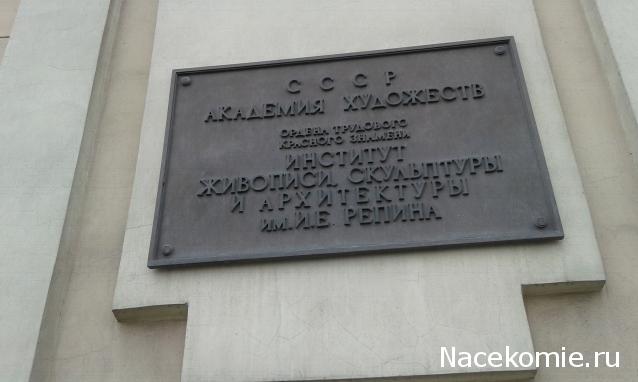 СССР
АКАДЕМИЯ ХУДОЖЕСТВ
ОРДЕНА ТРУДОВОГО
КРАСНОГО ЗНАМЕНИ
ИНСТИТУТ
ЖИВОПИСИ, СКУЛЬПТУРЫ
И АРХИТЕКТУРЫ
ИМ. И.Е. РЕПИНА
Nacekomie.ru